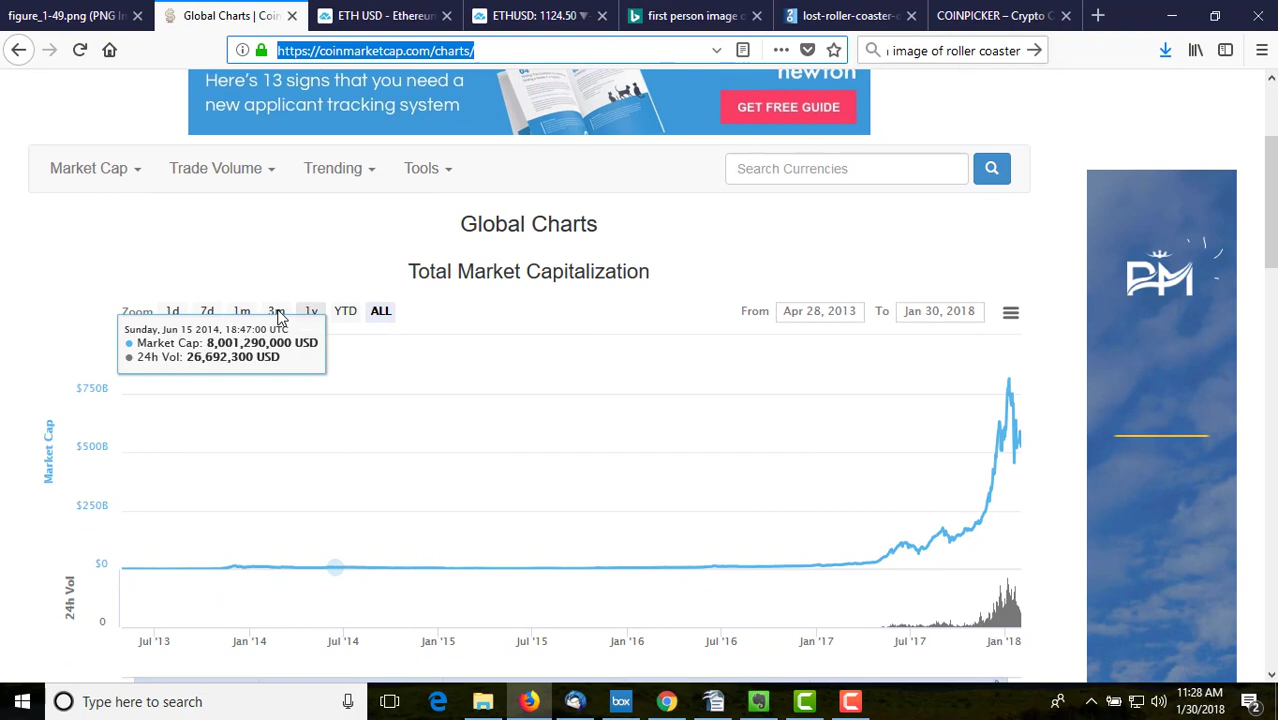 figure_1-49.png (PNG Im
Global Charts | Coin
ETH USD - Ethereum
ETHUSD: 1124.50 ▼
first person image o
lost-roller-coaster-o
COINPICKER – Crypto C
https://coinmarketcap.com/charts/
image of roller coaster
Here's 13 signs that you need a
new applicant tracking system
newton
GET FREE GUIDE
Market Cap
Trade Volume
Trending
Tools
Search Currencies
Global Charts
Total Market Capitalization
Zoom 1d 7d 1m 3m 1y YTD ALL
From Apr 28, 2013 To Jan 30, 2018
Sunday, Jun 15 2014, 18:47:00 UTC
Market Cap: 8,001,290,000 USD
24h Vol: 26,692,300 USD
$750B
$500B
$250B
$0
Market Cap
24h Vol
0
Jul '13 Jan '14 Jul '14 Jan '15 Jul '15 Jan '16 Jul '16 Jan '17 Jul '17 Jan '18
PM
Type here to search
box
11:28 AM
1/30/2018
2